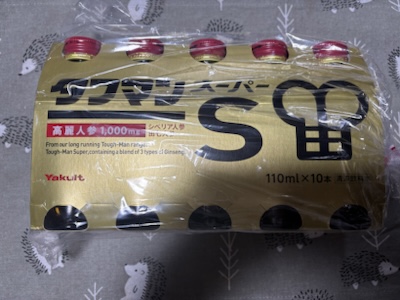 タフマン スーパー
S
高麗人参 1,000mg
シベリア人参
From our long running Tough-Man range,
Tough-Man Super, containing a blend of 3 types of Ginseng.
Yakult
110ml×10本